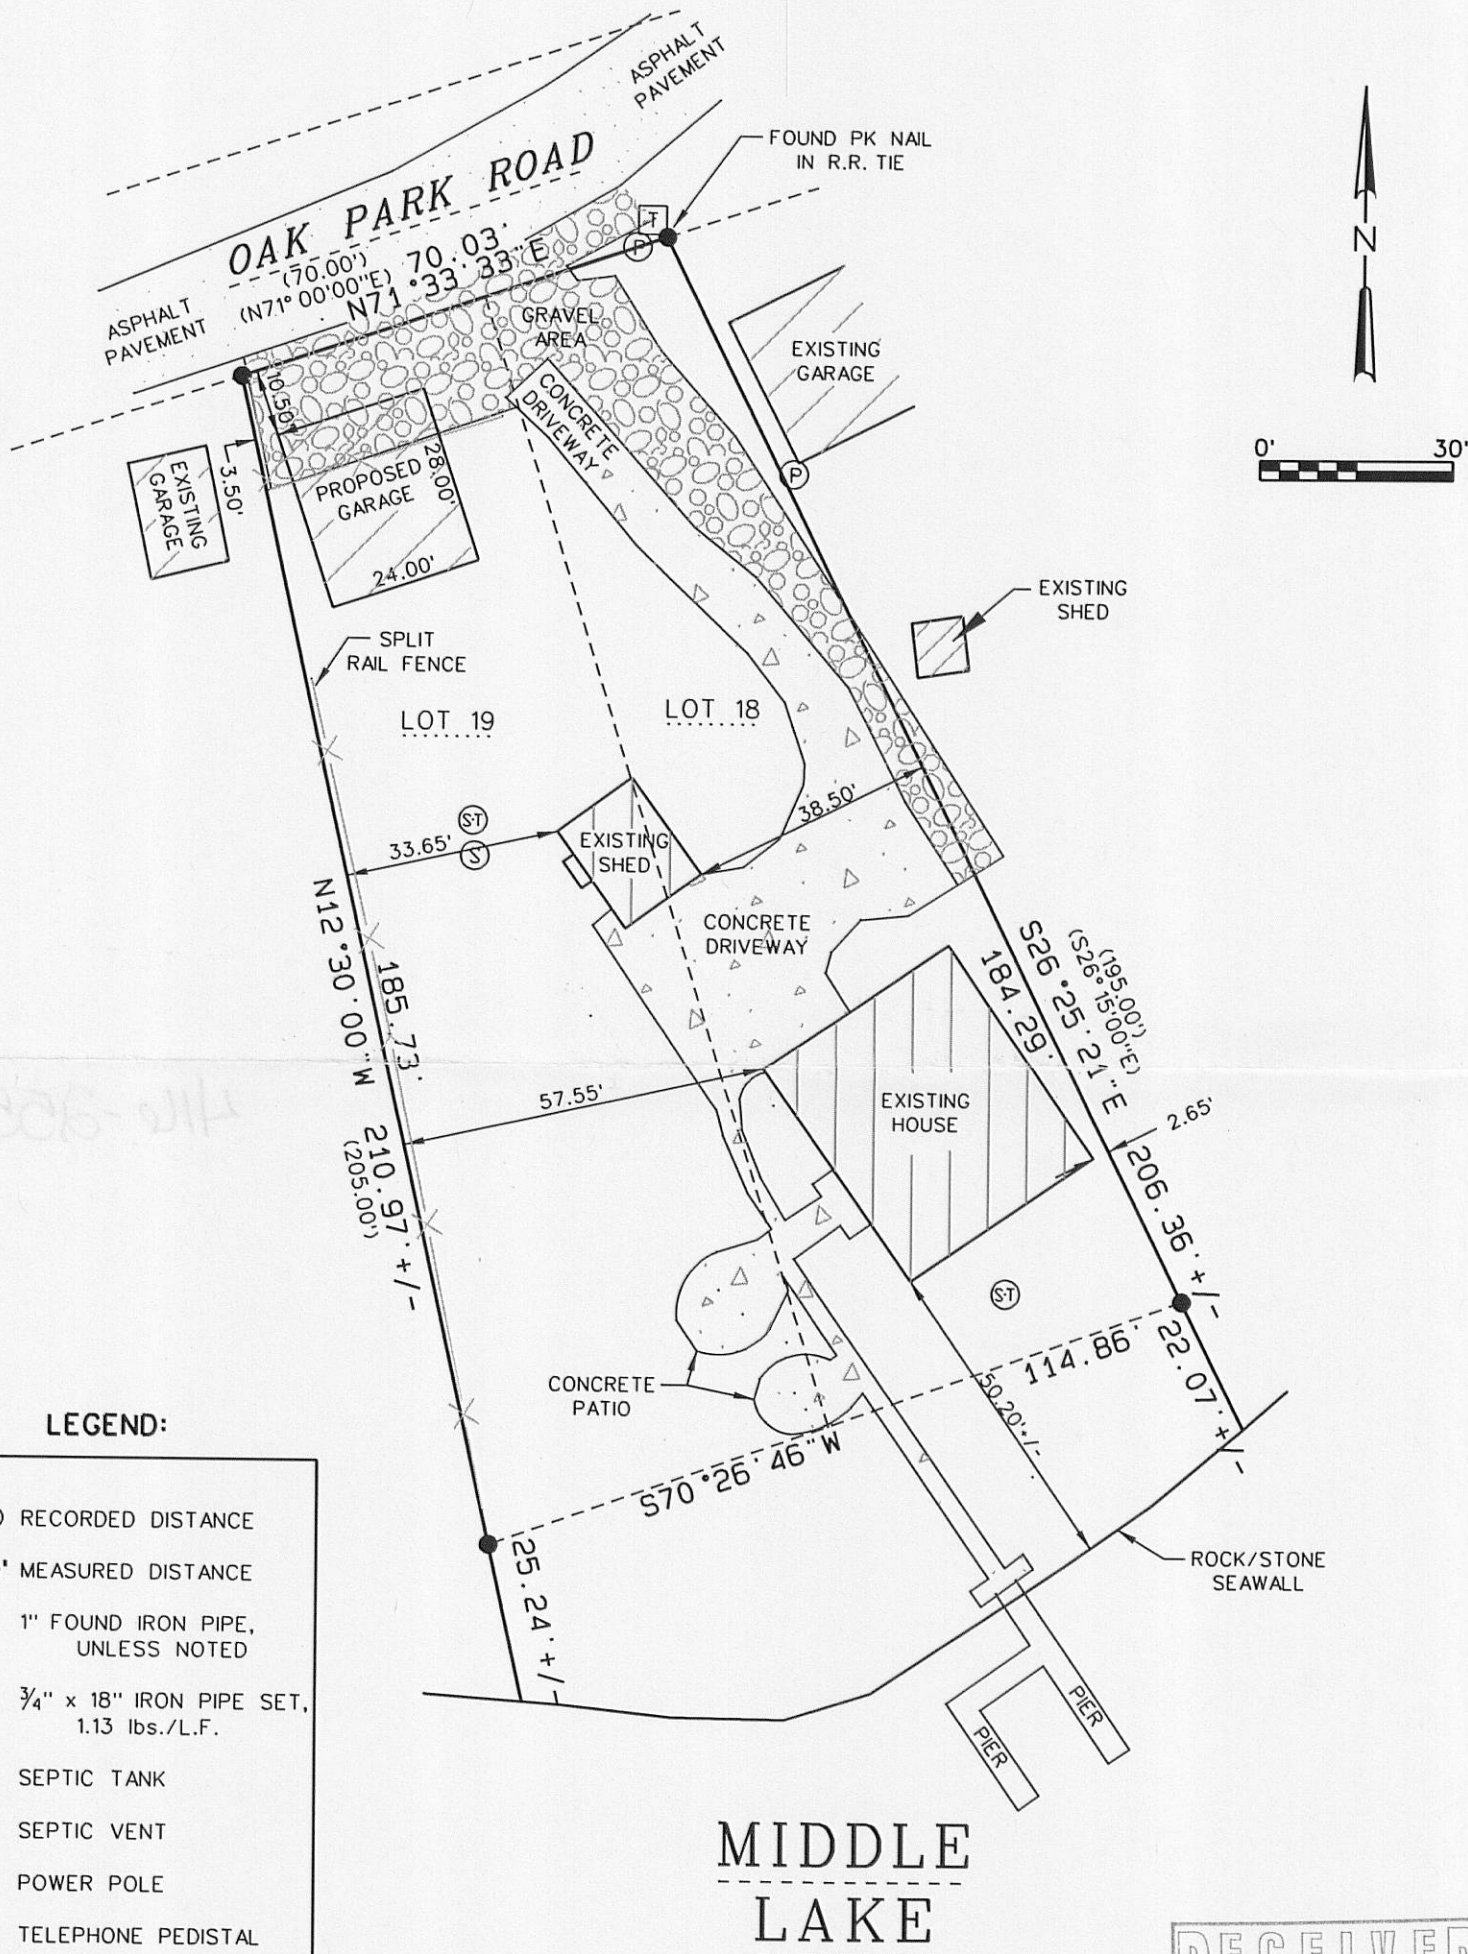 ASPHALT
PAVEMENT
FOUND PK NAIL
IN R.R. TIE
OAK PARK ROAD
(70.00') 70.03'
(N71°00'00"E) N71°33'33"E
ASPHALT
PAVEMENT
T
P
N
GRAVEL
AREA
EXISTING
GARAGE
0' 30'
10.50'
CONCRETE
DRIVEWAY
EXISTING
GARAGE
3.50'
PROPOSED
GARAGE
28.00'
24.00'
P
EXISTING
SHED
SPLIT
RAIL FENCE
LOT 19
LOT 18
38.50'
ST
33.65'
S
EXISTING
SHED
CONCRETE
DRIVEWAY
N12°30'00"W 210.97'+/-
185.73'
(205.00')
(195.00')
(S26°15'00"E)
S26°25'21"E 206.36'+/-
184.29'
57.55'
EXISTING
HOUSE
2.65'
ST
114.86'
22.07'+/-
50.20'+/-
CONCRETE
PATIO
S70°26'46"W
25.24'+/-
ROCK/STONE
SEAWALL
PIER
PIER
MIDDLE
LAKE
LEGEND:
) RECORDED DISTANCE
' MEASURED DISTANCE
1" FOUND IRON PIPE,
UNLESS NOTED
3/4" x 18" IRON PIPE SET,
1.13 lbs./L.F.
SEPTIC TANK
SEPTIC VENT
POWER POLE
TELEPHONE PEDISTAL
RECEIVED